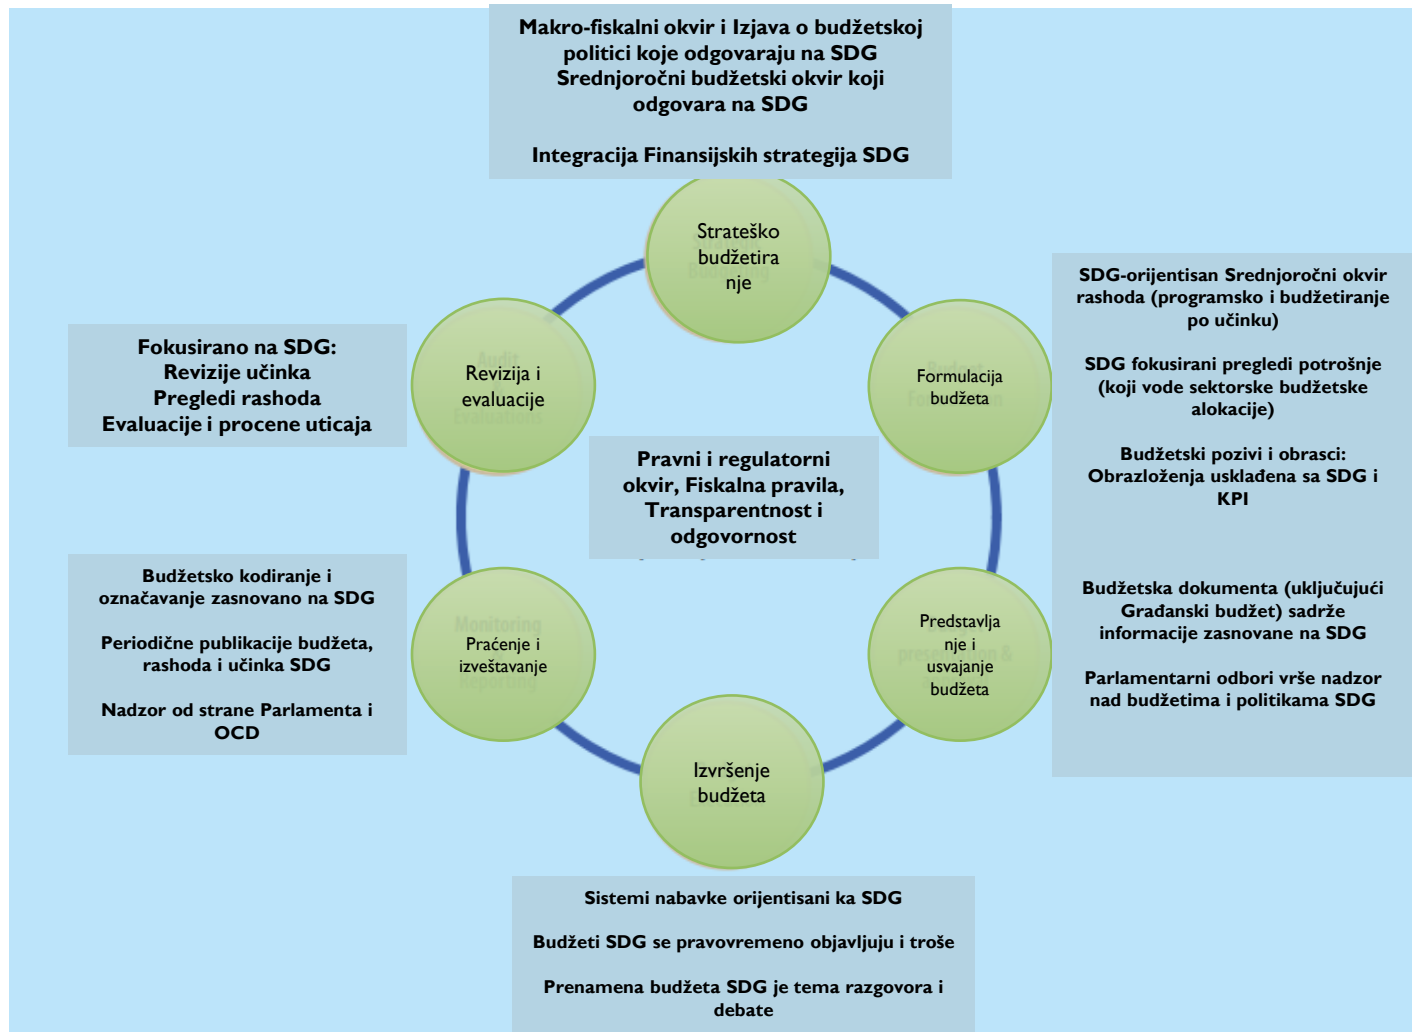 Makro-fiskalni okvir i Izjava o budžetskoj
politici koje odgovaraju na SDG
Srednjoročni budžetski okvir koji
odgovara na SDG
Integracija Finansijskih strategija SDG
Strateško
budžetira
nje
SDG-orijentisan Srednjoročni okvir
rashoda (programsko i budžetiranje
po učinku)
SDG fokusirani pregledi potrošnje
(koji vode sektorske budžetske
alokacije)
Budžetski pozivi i obrasci:
Obrazloženja usklađena sa SDG i
KPI
Formulacija
budžeta
Fokusirano na SDG:
Revizije učinka
Pregledi rashoda
Evaluacije i procene uticaja
Revizija i
evaluacije
Pravni i regulatorni
okvir, Fiskalna pravila,
Transparentnost i
odgovornost
Budžetsko kodiranje i
označavanje zasnovano na SDG
Periodične publikacije budžeta,
rashoda i učinka SDG
Nadzor od strane Parlamenta i
OCD
Praćenje i
izveštavanje
Predstavlja
nje i
usvajanje
budžeta
Budžetska dokumenta (uključujući
Građanski budžet) sadrže
informacije zasnovane na SDG
Parlamentarni odbori vrše nadzor
nad budžetima i politikama SDG
Izvršenje
budžeta
Sistemi nabavke orijentisani ka SDG
Budžeti SDG se pravovremeno objavljuju i troše
Prenamena budžeta SDG je tema razgovora i
debate